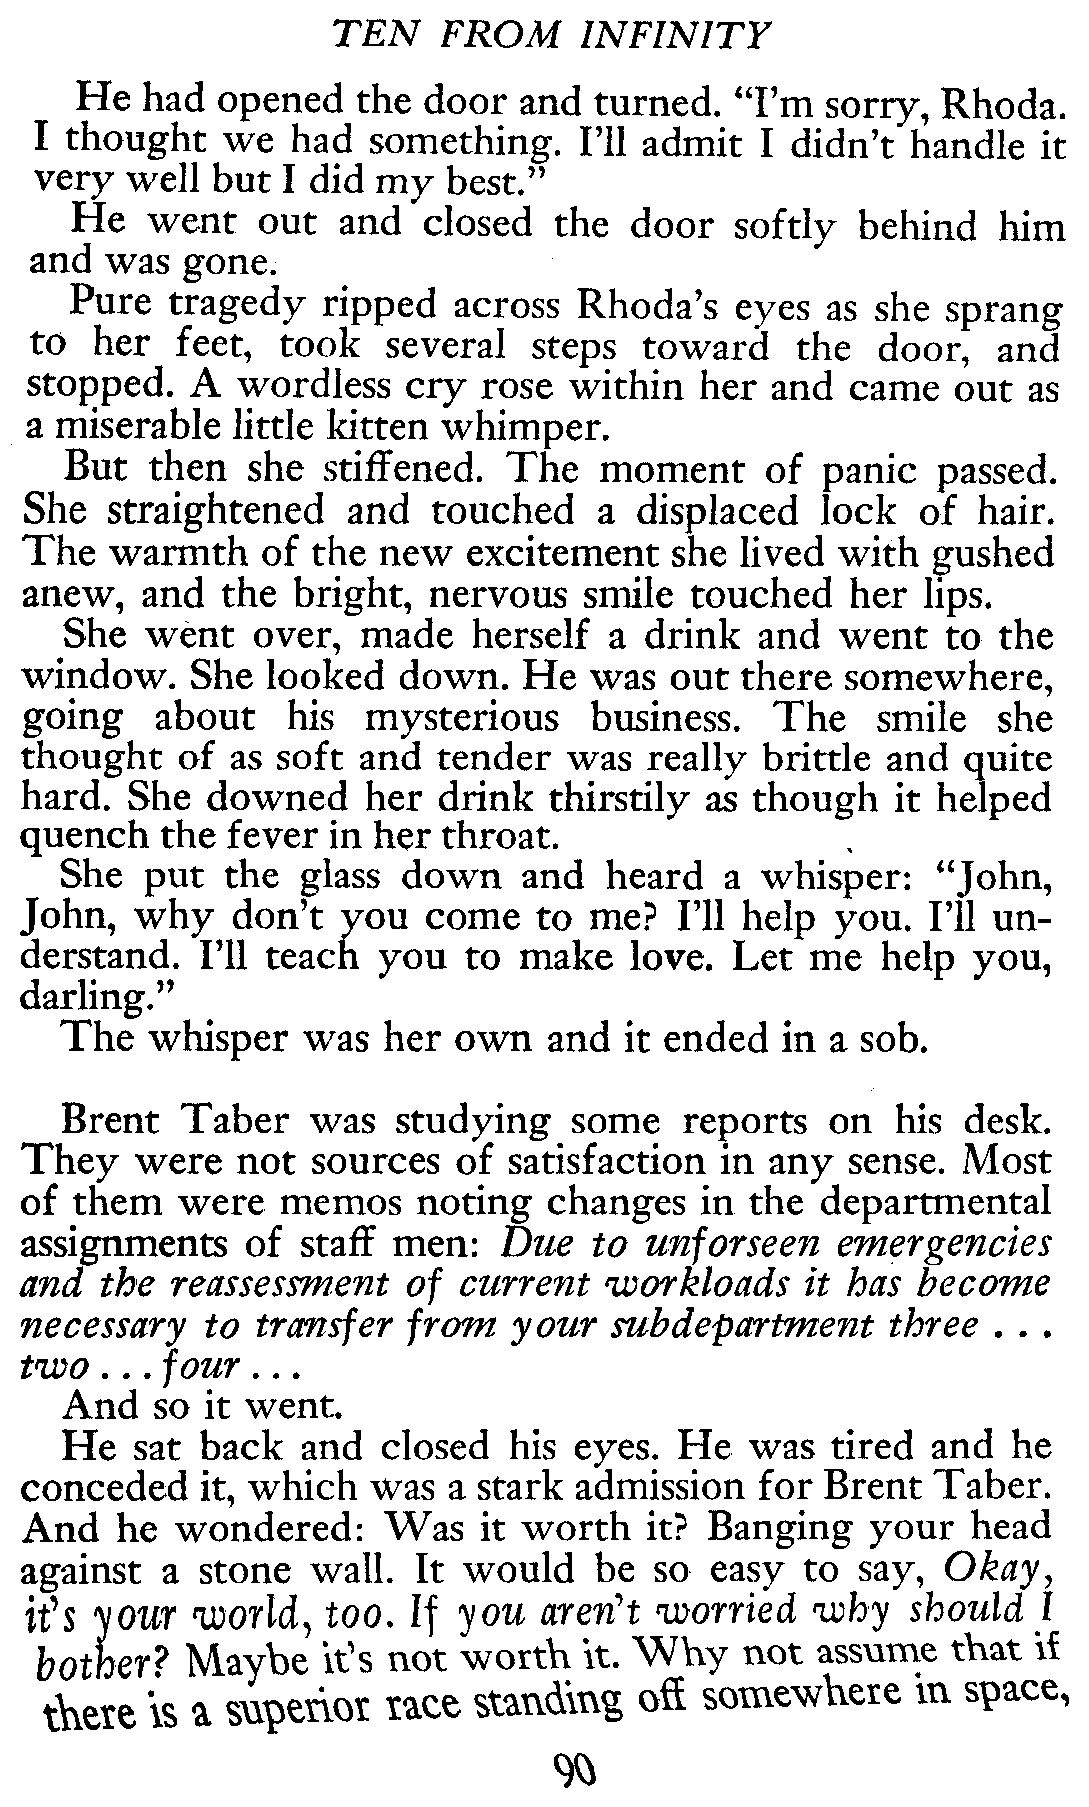 TEN FROM INFINITY
He had opened the door and turned. “I’m sorry, Rhoda.
I thought we had something. I’ll admit I didn’t handle it
very well but I did my best.”
He went out and closed the door softly behind him
and was gone.
Pure tragedy ripped across Rhoda’s eyes as she sprang
to her feet, took several steps toward the door, and
stopped. A wordless cry rose within her and came out as
a miserable little kitten whimper.
But then she stiffened. The moment of panic passed.
She straightened and touched a displaced lock of hair.
The warmth of the new excitement she lived with gushed
anew, and the bright, nervous smile touched her lips.
She went over, made herself a drink and went to the
window. She looked down. He was out there somewhere,
going about his mysterious business. The smile she
thought of as soft and tender was really brittle and quite
hard. She downed her drink thirstily as though it helped
quench the fever in her throat.
She put the glass down and heard a whisper: “John,
John, why don’t you come to me? I’ll help you. I’ll un-
derstand. I’ll teach you to make love. Let me help you,
darling.”
The whisper was her own and it ended in a sob.
Brent Taber was studying some reports on his desk.
They were not sources of satisfaction in any sense. Most
of them were memos noting changes in the departmental
assignments of staff men: Due to unforseen emergencies
and the reassessment of current workloads it has become
necessary to transfer from your subdepartment three . . .
two . . . four . . .
And so it went.
He sat back and closed his eyes. He was tired and he
conceded it, which was a stark admission for Brent Taber.
And he wondered: Was it worth it? Banging your head
against a stone wall. It would be so easy to say, Okay,
it’s your world, too. If you aren’t worried why should I
bother? Maybe it’s not worth it. Why not assume that if
there is a superior race standing off somewhere in space,
90